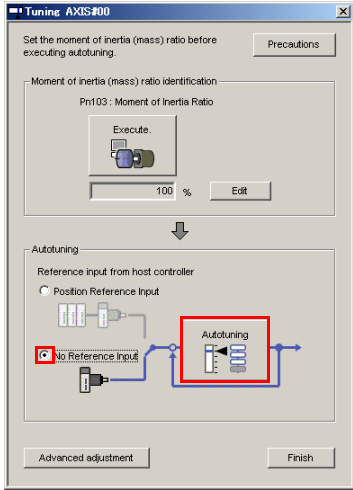 Tuning AXIS#00
Set the moment of inertia (mass) ratio before
executing autotuning.
Precautions
Moment of inertia (mass) ratio identification
Pn103 : Moment of Inertia Ratio
Execute.
100 %
Edit
Autotuning
Reference input from host controller
Position Reference Input
No Reference Input
Autotuning
Advanced adjustment
Finish